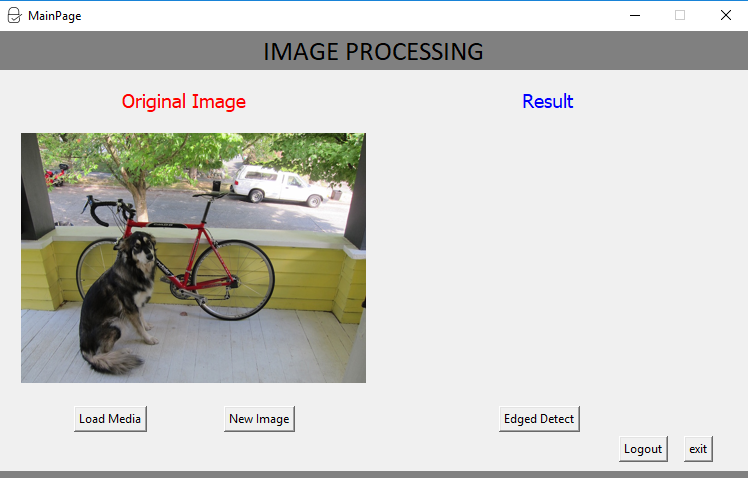 MainPage
IMAGE PROCESSING
Original Image
Result
Load Media
New Image
Edged Detect
Logout
exit